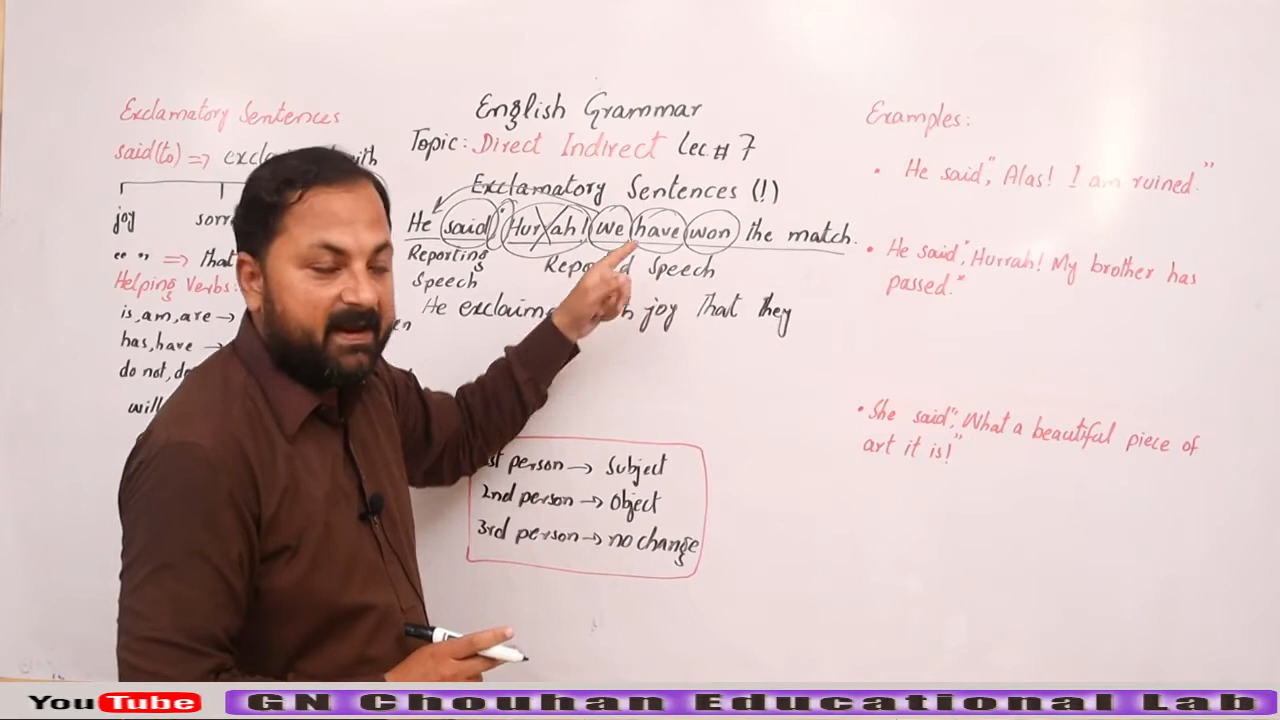 Exclamatory Sentences
said(to) => with
joy
" " => that
Helping Verbs:
is, am, are →
has, have →
do not,
will
English Grammar
Topic: Direct Indirect Lec # 7
Exclamatory Sentences (!)
He said, "Hurrah! we have won the match.
Reporting
Speech
Reported Speech
He joy That they
1st person → Subject
2nd person → Object
3rd person → no change
Examples:
• He said", Alas! I am ruined."
• He said", Hurrah! My brother has
passed."
• She said", What a beautiful piece of
art it is!"
YouTube GN Chouhan Educational Lab